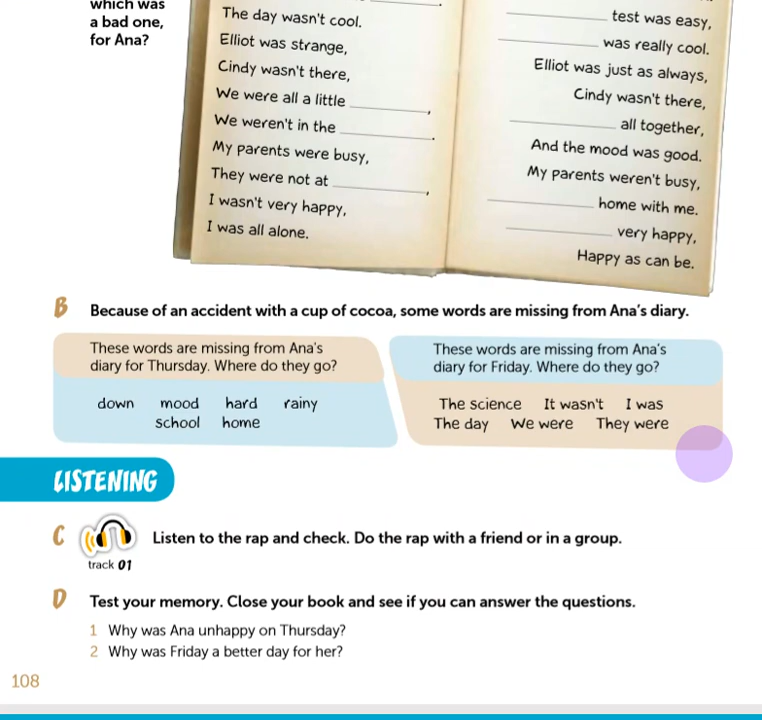 which was
a bad one,
for Ana?
The day wasn't cool.
Elliot was strange,
Cindy wasn't there,
We were all a little ________,
We weren't in the ________.
My parents were busy,
They were not at ________,
I wasn't very happy,
I was all alone.
________ test was easy,
________ was really cool.
Elliot was just as always,
Cindy wasn't there,
________ all together,
And the mood was good.
My parents weren't busy,
________ home with me.
________ very happy,
Happy as can be.
B Because of an accident with a cup of cocoa, some words are missing from Ana's diary.
These words are missing from Ana's
diary for Thursday. Where do they go?
down mood hard rainy
school home
These words are missing from Ana's
diary for Friday. Where do they go?
The science It wasn't I was
The day We were They were
LISTENING
C Listen to the rap and check. Do the rap with a friend or in a group.
track 01
D Test your memory. Close your book and see if you can answer the questions.
1 Why was Ana unhappy on Thursday?
2 Why was Friday a better day for her?
108